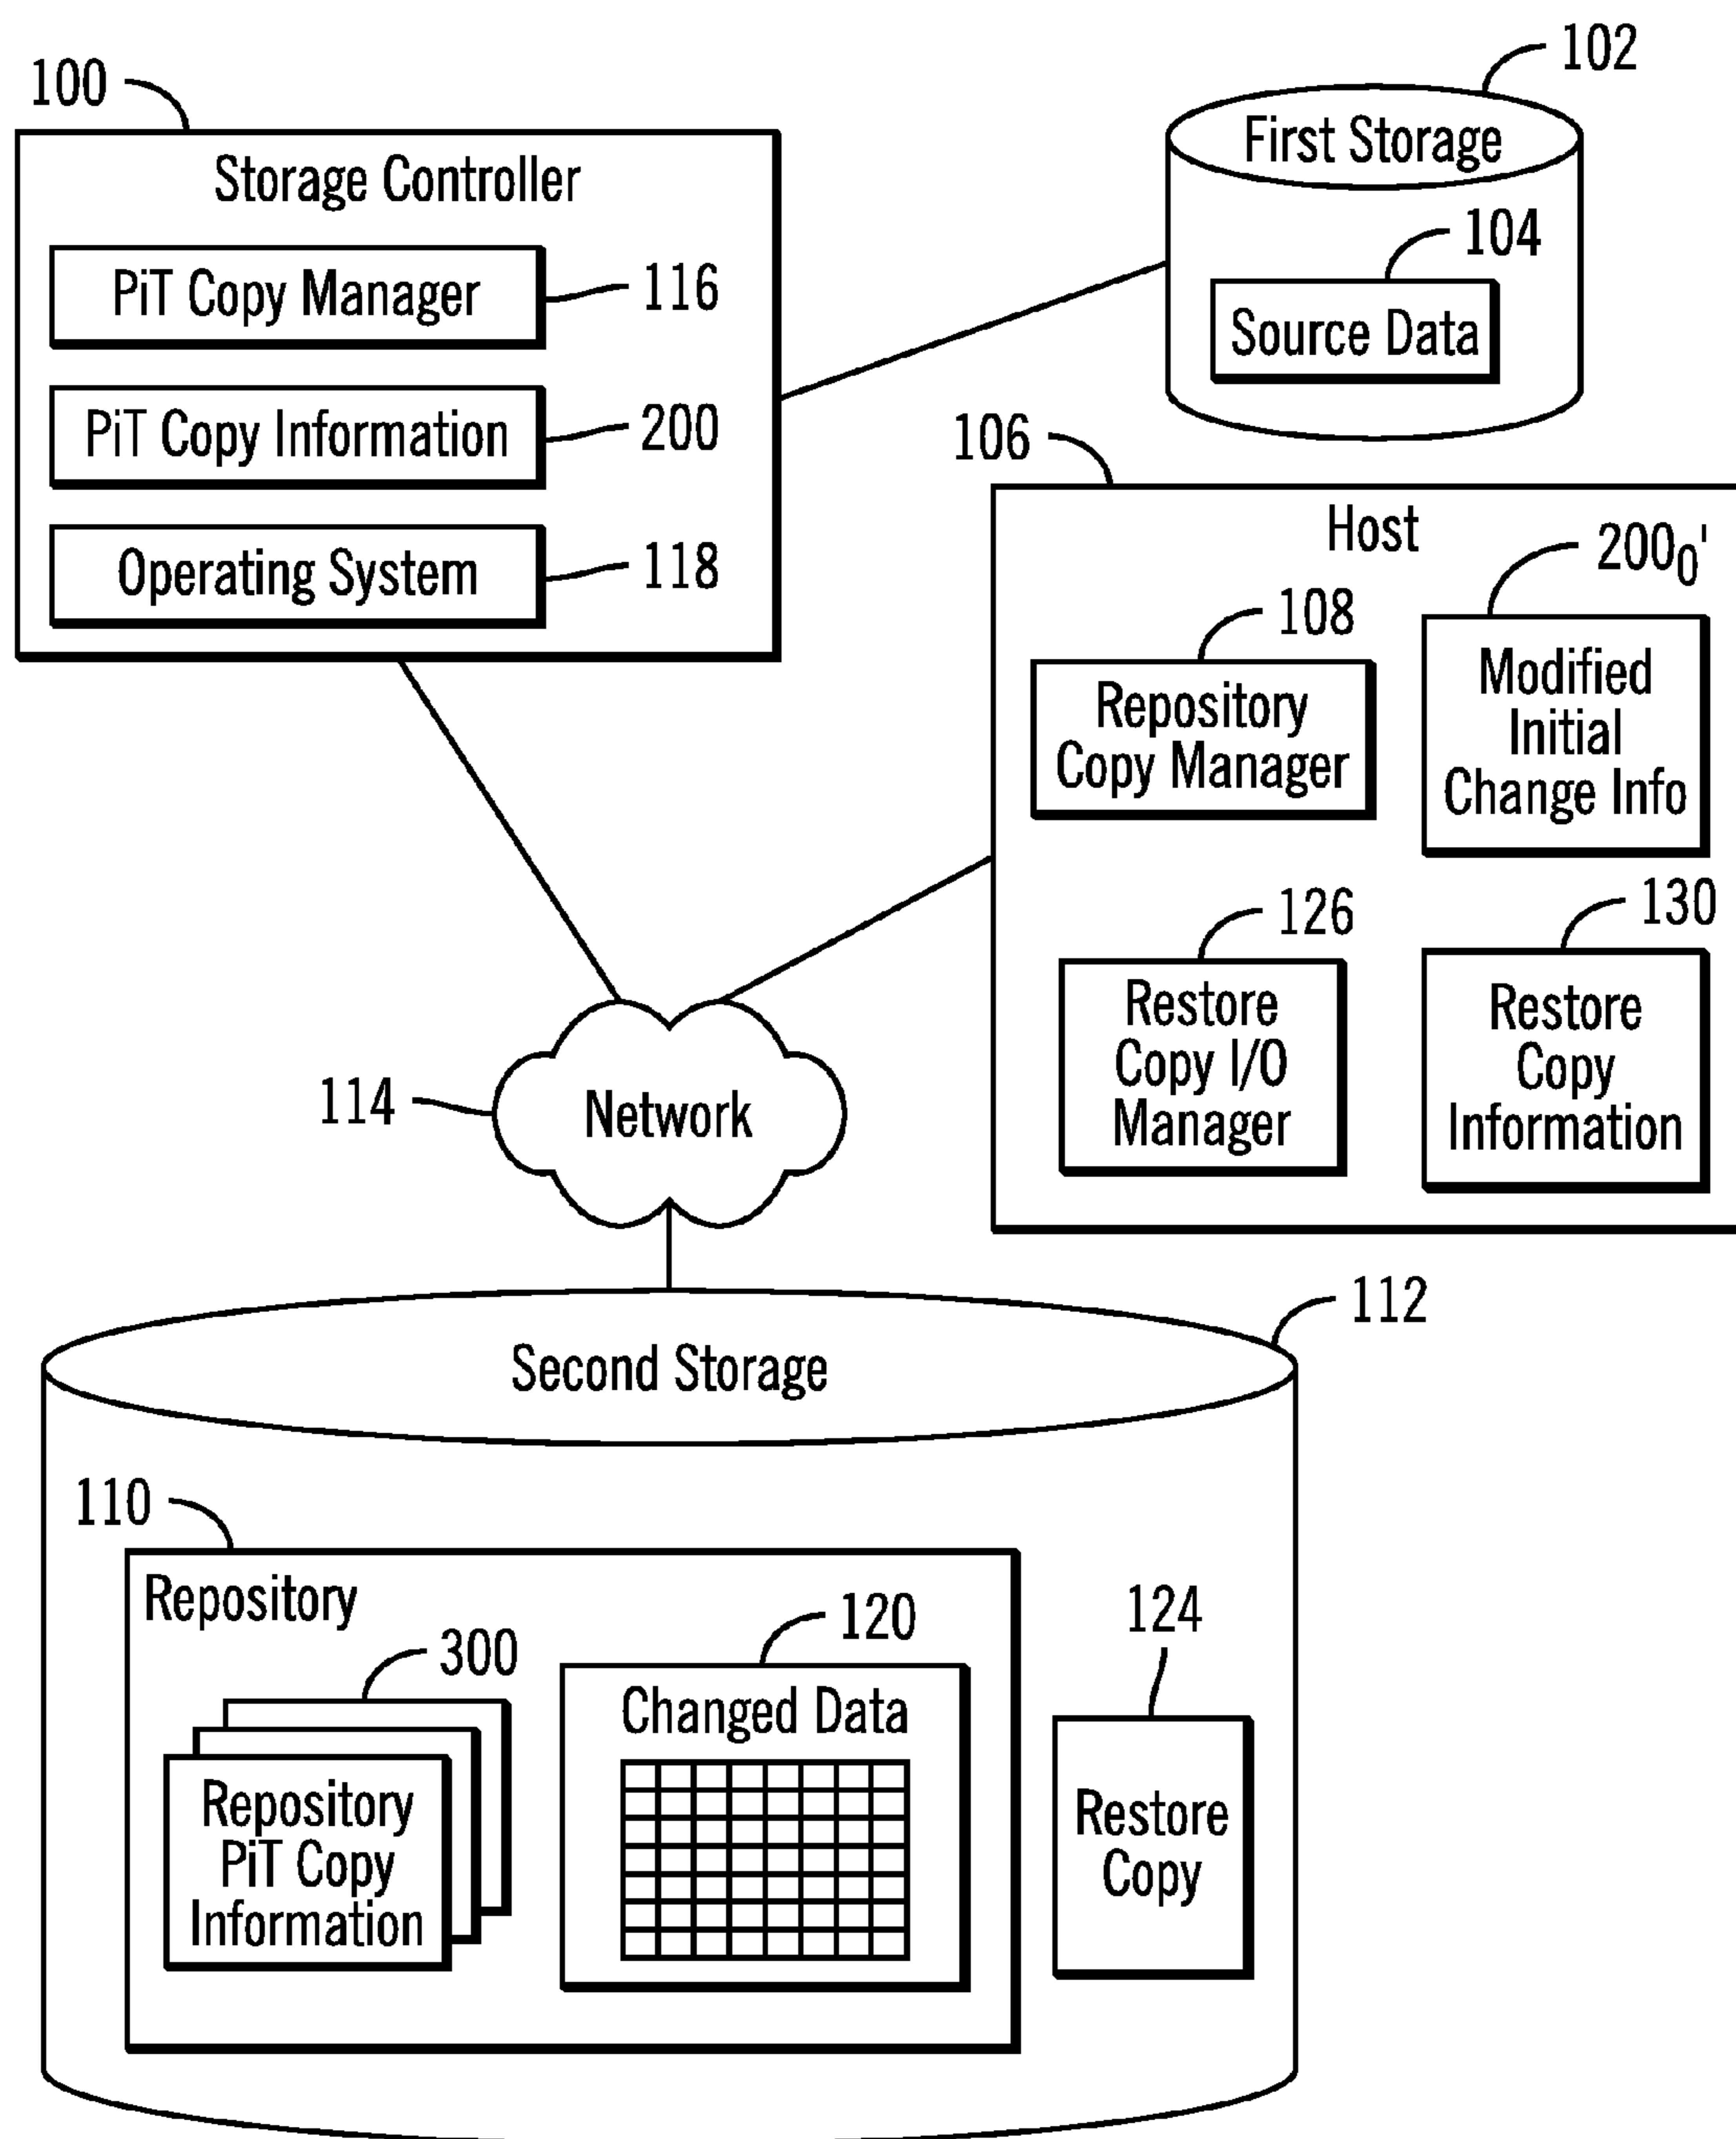 100
Storage Controller
PiT Copy Manager
116
PiT Copy Information
200
Operating System
118
102
First Storage
104
Source Data
106
Host
200₀'
108
Repository
Copy Manager
Modified
Initial
Change Info
126
Restore
Copy I/O
Manager
130
Restore
Copy
Information
114
Network
112
Second Storage
110
Repository
300
Repository
PiT Copy
Information
120
Changed Data
124
Restore
Copy